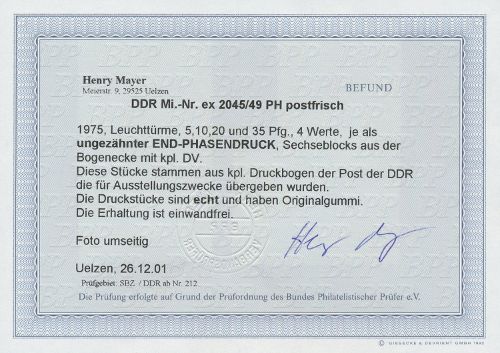 Henry Mayer
Meierstr. 9, 29525 Uelzen
BEFUND
DDR Mi.-Nr. ex 2045/49 PH postfrisch
1975, Leuchttürme, 5,10,20 und 35 Pfg., 4 Werte, je als
ungezähnter END-PHASENDRUCK, Sechseblocks aus der
Bogenecke mit kpl. DV.
Diese Stücke stammen aus kpl. Druckbogen der Post der DDR
die für Ausstellungszwecke übergeben wurden.
Die Druckstücke sind echt und haben Originalgummi.
Die Erhaltung ist einwandfrei.
Foto umseitig
Uelzen, 26.12.01
Prüfgebiet: SBZ / DDR ab Nr. 212
Die Prüfung erfolgte auf Grund der Prüfordnung des Bundes Philatelistischer Prüfer e.V.
© GIESECKE & DEVRIENT GMBH